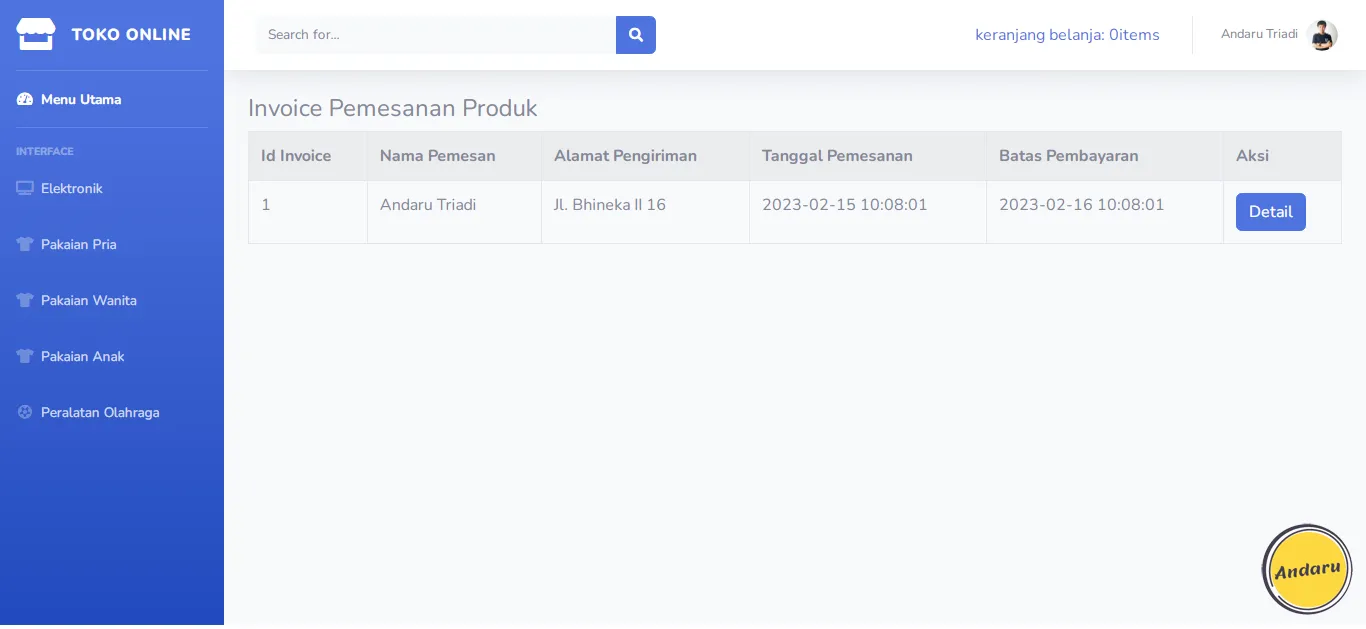 TOKO ONLINE
Search for...
keranjang belanja: 0items
Andaru Triadi
Menu Utama
INTERFACE
Elektronik
Pakaian Pria
Pakaian Wanita
Pakaian Anak
Peralatan Olahraga
Invoice Pemesanan Produk
Id Invoice Nama Pemesan Alamat Pengiriman Tanggal Pemesanan Batas Pembayaran Aksi
1 Andaru Triadi Jl. Bhineka II 16 2023-02-15 10:08:01 2023-02-16 10:08:01 Detail
Andaru